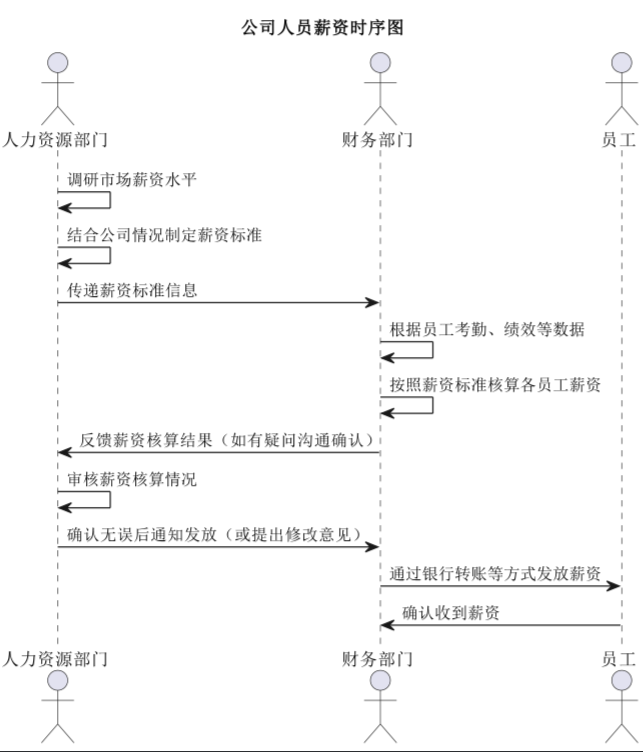 公司人员薪资时序图
人力资源部门 财务部门 员工
调研市场薪资水平
结合公司情况制定薪资标准
传递薪资标准信息
根据员工考勤、绩效等数据
按照薪资标准核算各员工薪资
反馈薪资核算结果（如有疑问沟通确认）
审核薪资核算情况
确认无误后通知发放（或提出修改意见）
通过银行转账等方式发放薪资
确认收到薪资
人力资源部门 财务部门 员工